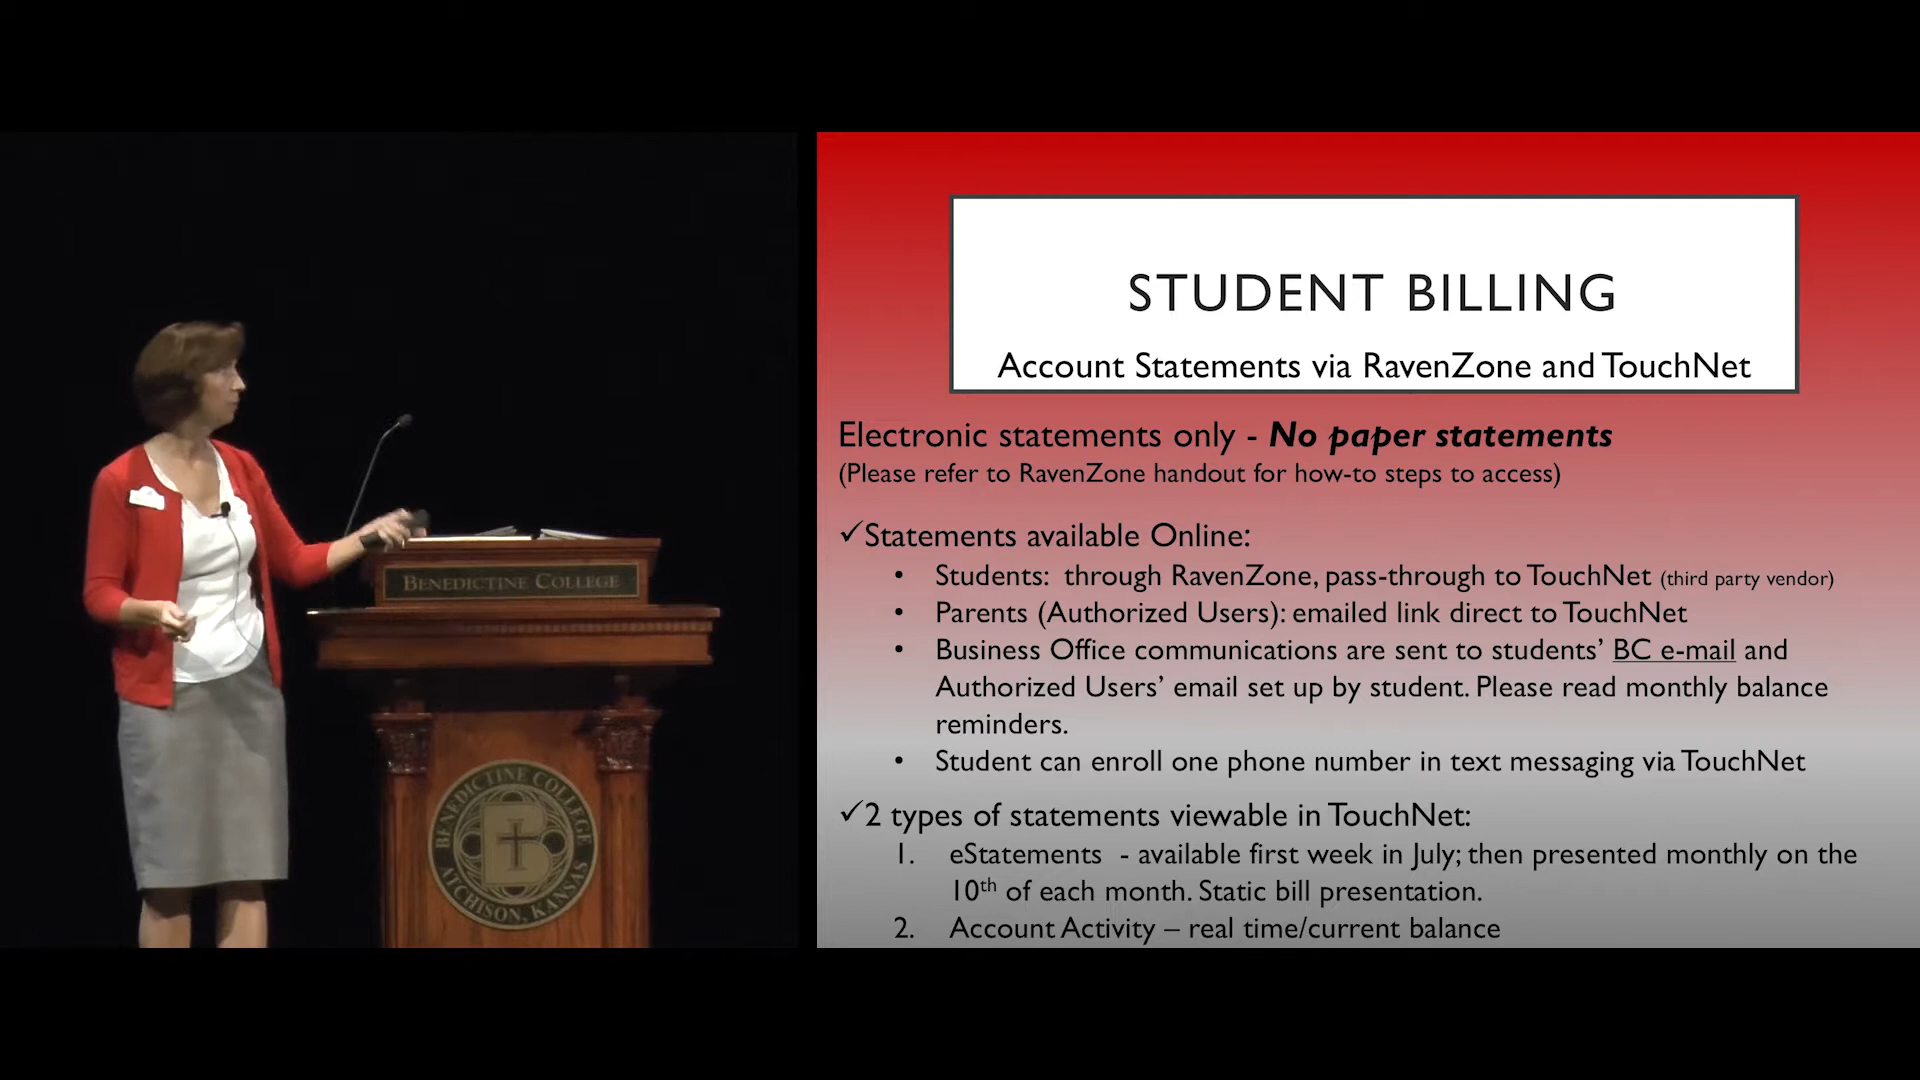 STUDENT BILLING
Account Statements via RavenZone and TouchNet
Electronic statements only - No paper statements
(Please refer to RavenZone handout for how-to steps to access)
✓Statements available Online:
• Students: through RavenZone, pass-through to TouchNet (third party vendor)
• Parents (Authorized Users): emailed link direct to TouchNet
• Business Office communications are sent to students’ BC e-mail and
Authorized Users’ email set up by student. Please read monthly balance
reminders.
• Student can enroll one phone number in text messaging via TouchNet
✓2 types of statements viewable in TouchNet:
1. eStatements - available first week in July; then presented monthly on the
10th of each month. Static bill presentation.
2. Account Activity – real time/current balance
BENEDICTINE COLLEGE
BENEDICTINE COLLEGE
B
ATCHISON, KANSAS